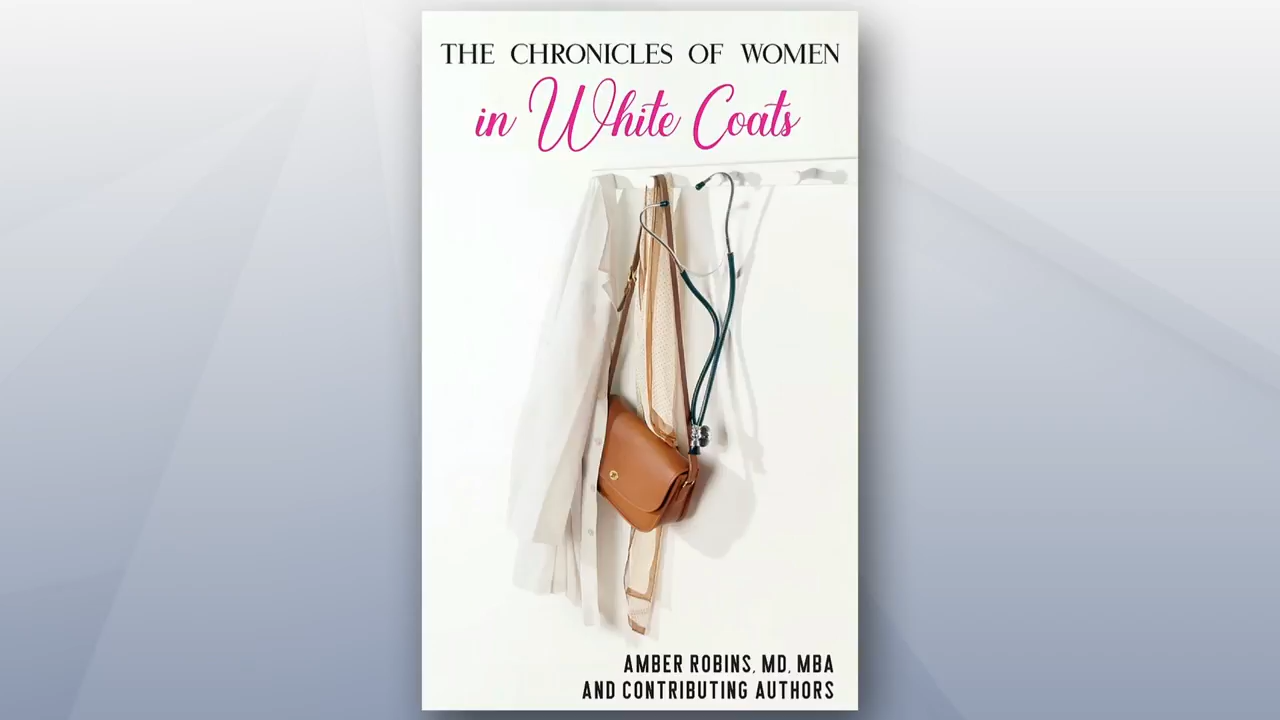 THE CHRONICLES OF WOMEN
in White Coats
AMBER ROBINS, MD, MBA
AND CONTRIBUTING AUTHORS